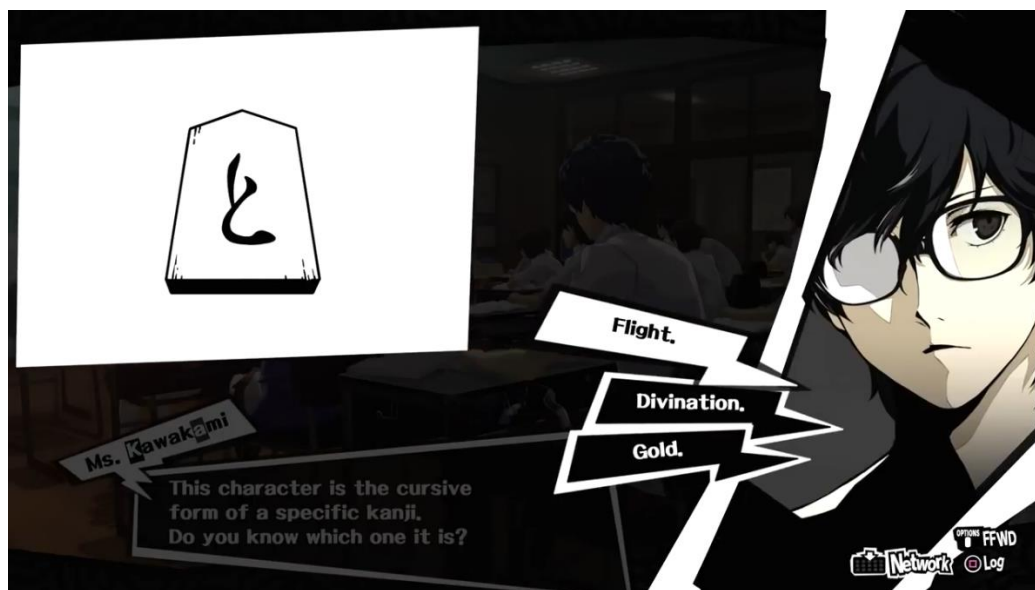 と
Flight.
Divination.
Gold.
Ms. Kawakami
This character is the cursive
form of a specific kanji.
Do you know which one it is?
OPTIONS FFWD
Network Log